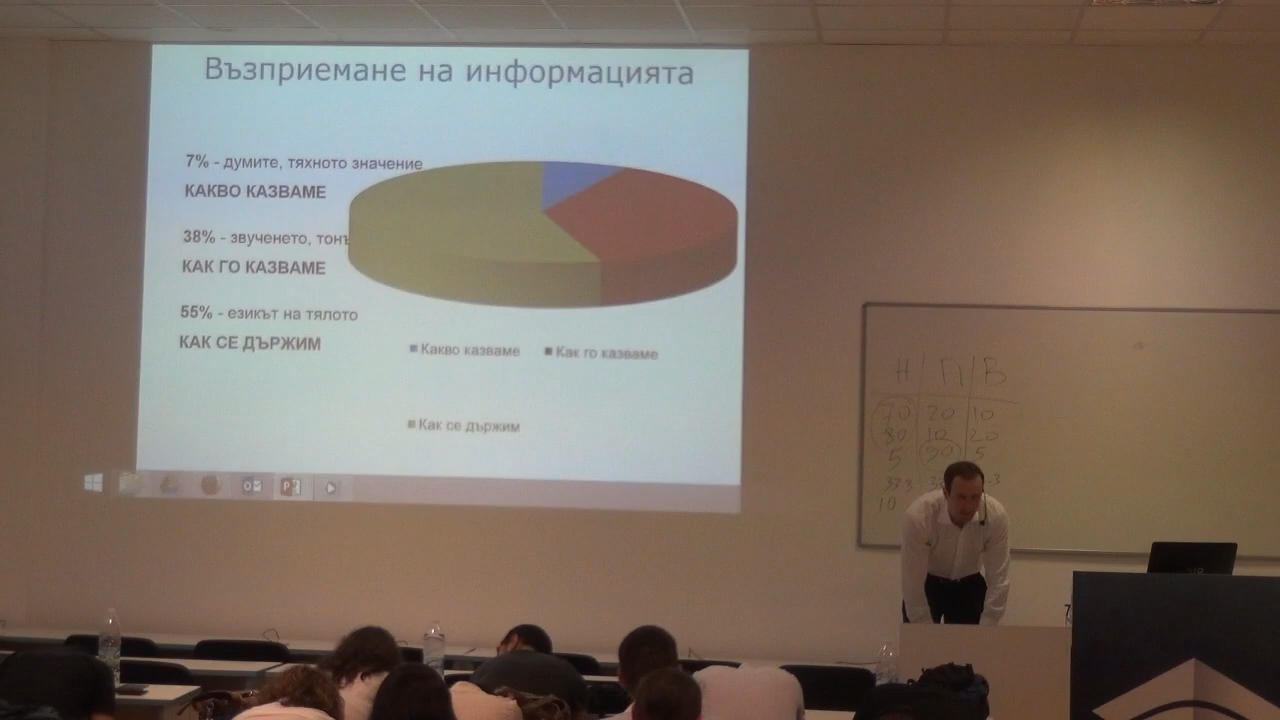 Възприемане на информацията
7% - думите, тяхното значение
КАКВО КАЗВАМЕ
38% - звученето, тонъ
КАК ГО КАЗВАМЕ
55% - езикът на тялото
КАК СЕ ДЪРЖИМ
Какво казваме Как го казваме
Как се държим
Н П В
70 20 10
80 10 20
5 90 5
10